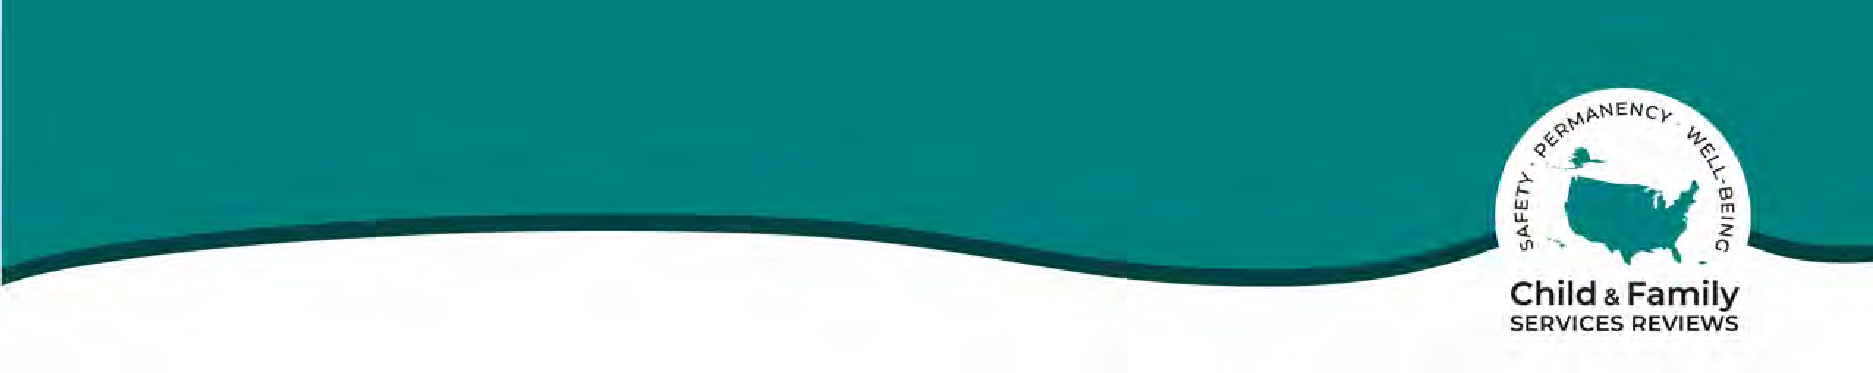 SAFETY · PERMANENCY · WELL-BEING
Child & Family
SERVICES REVIEWS